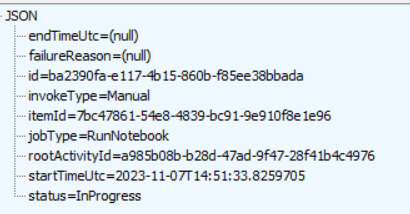 JSON
endTimeUtc=(null)
failureReason=(null)
id=ba2390fa-e117-4b15-860b-f85ee38bbada
invokeType=Manual
itemId=7bc47861-54e8-4839-bc91-9e910f8e1e96
jobType=RunNotebook
rootActivityId=a985b08b-b28d-47ad-9f47-28f41b4c4976
startTimeUtc=2023-11-07T14:51:33.8259705
status=InProgress